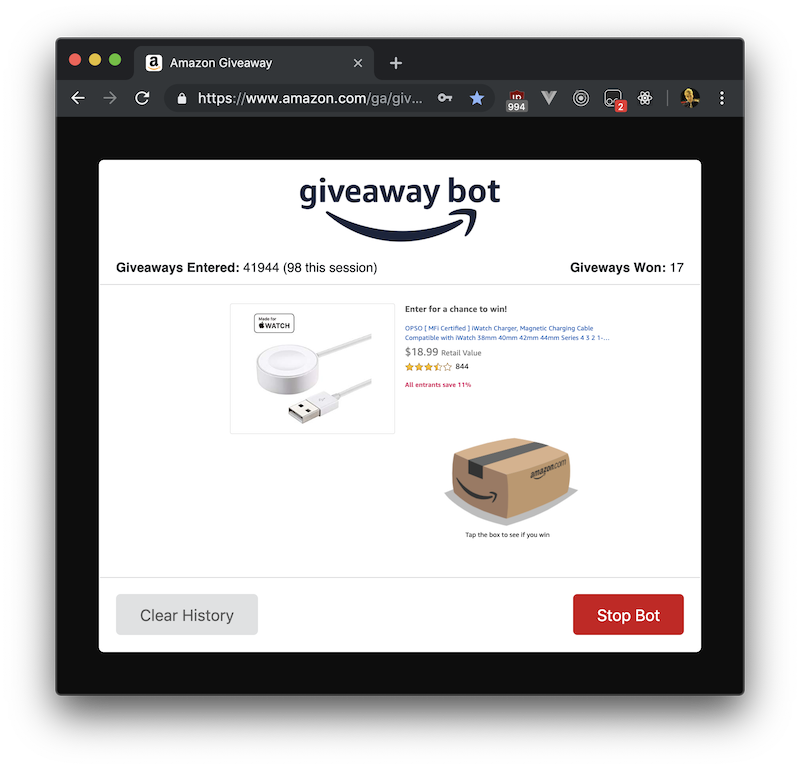 a Amazon Giveaway
https://www.amazon.com/ga/giv...
994
2
giveaway bot
Giveaways Entered: 41944 (98 this session)
Giveways Won: 17
Made for
WATCH
Enter for a chance to win!
OPSO [ MFi Certified ] iWatch Charger, Magnetic Charging Cable
Compatible with iWatch 38mm 40mm 42mm 44mm Series 4 3 2 1-...
$18.99 Retail Value
844
All entrants save 11%
amazon.com
Tap the box to see if you win
Clear History
Stop Bot